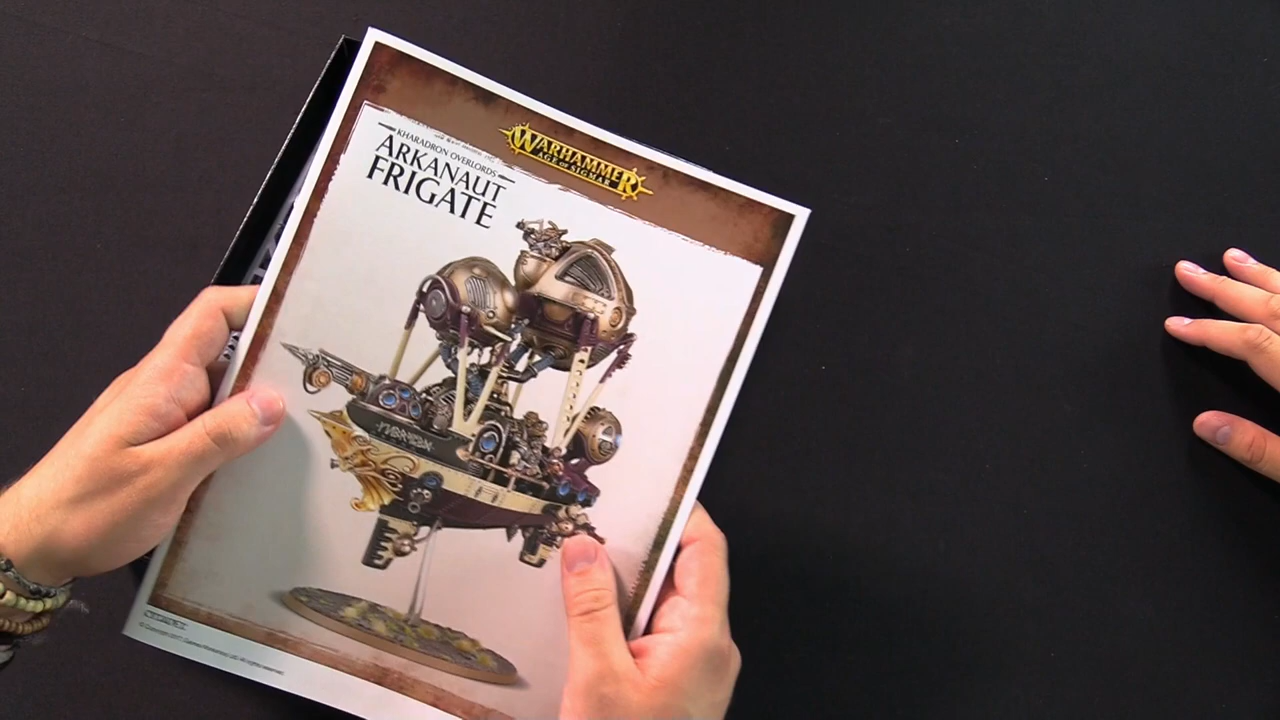 WARHAMMER
AGE OF SIGMAR
KHARADRON OVERLORDS
ARKANAUT
FRIGATE